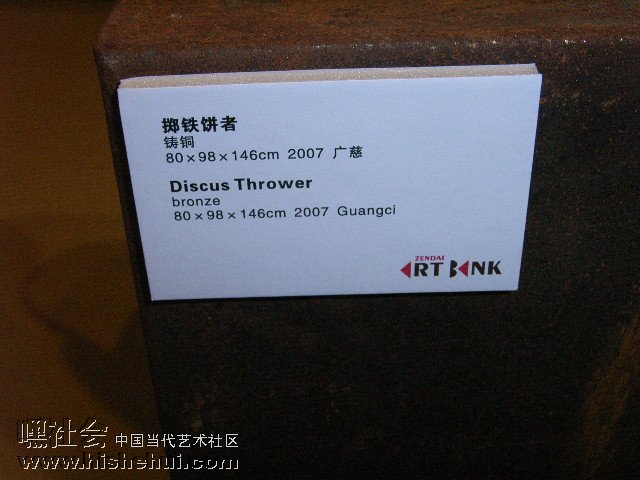 掷铁饼者
铸铜
80×98×146cm 2007 广慈
Discus Thrower
bronze
80×98×146cm 2007 Guangci
ZENDAI
ART BANK
嘿社会 中国当代艺术社区
www.hishehui.com